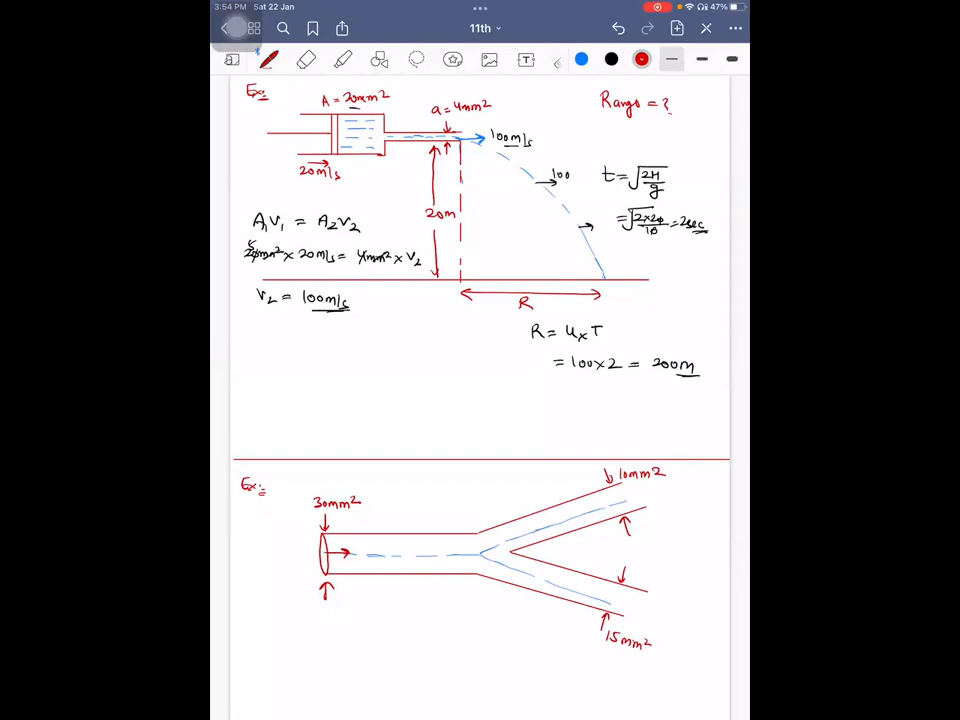 3:54 PM Sat 22 Jan
47%
11th
Ex:
A = 20mm²
a = 4mm²
Range = ?
100m/s
20m/s
100
t = √2H/g
= √2×20/10 = 2sec
20m
A₁V₁ = A₂V₂
5
20mm² × 20m/s = 4mm² × V₂
V₂ = 100m/s
R
R = uₓT
= 100×2 = 200m
Ex:
30mm²
10mm²
15mm²